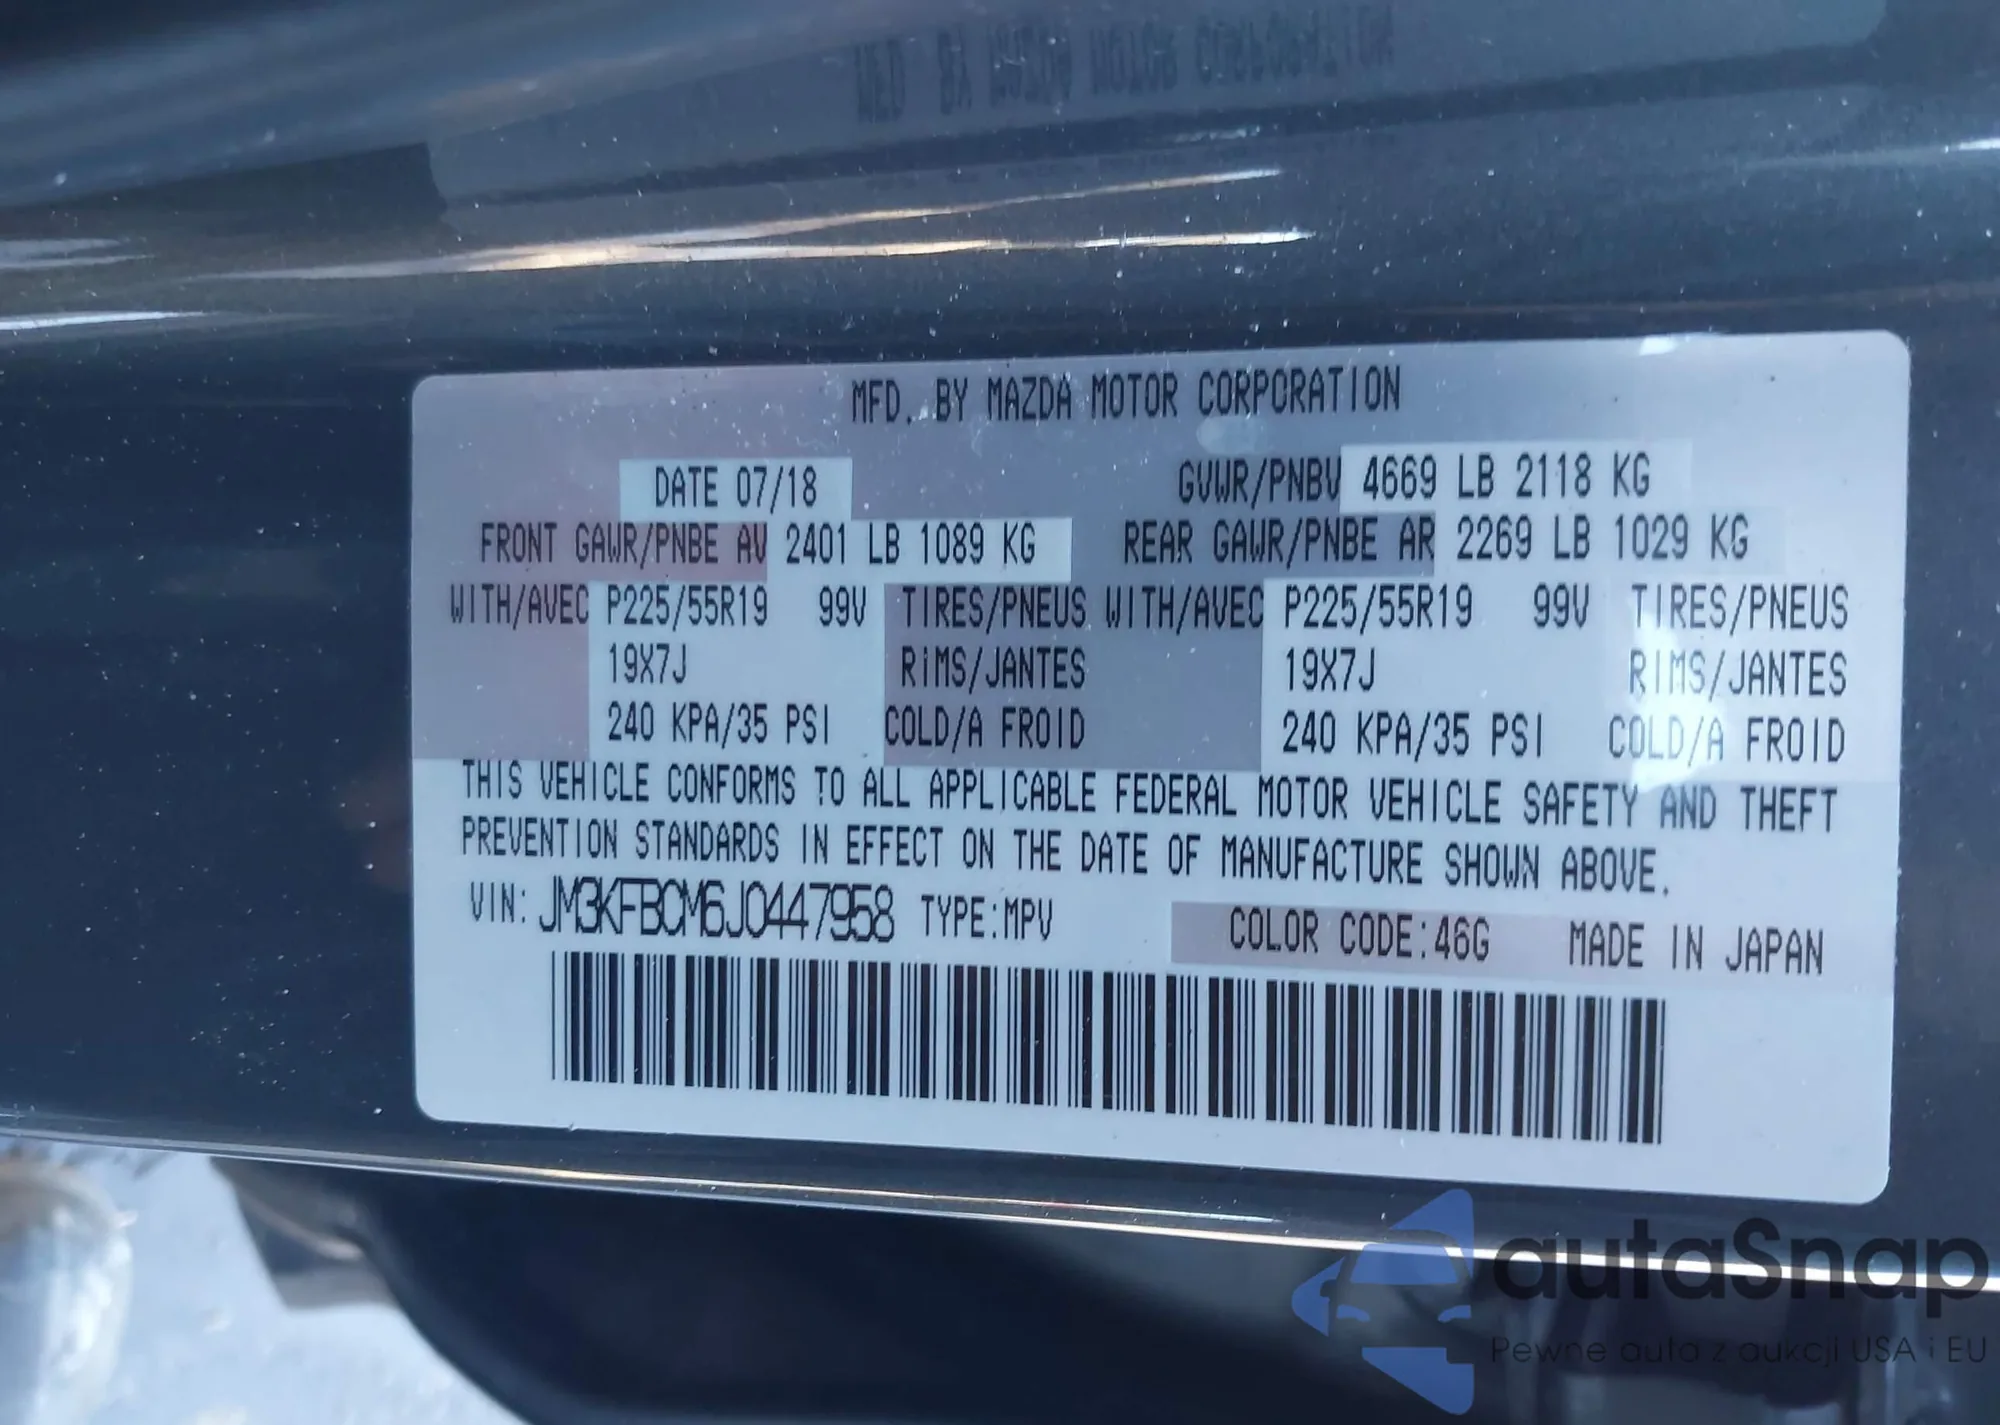 MFD. BY MAZDA MOTOR CORPORATION
DATE 07/18 GVWR/PNBV 4669 LB 2118 KG
FRONT GAWR/PNBE AV 2401 LB 1089 KG REAR GAWR/PNBE AR 2269 LB 1029 KG
WITH/AVEC P225/55R19 99V TIRES/PNEUS WITH/AVEC P225/55R19 99V TIRES/PNEUS
19X7J RIMS/JANTES 19X7J RIMS/JANTES
240 KPA/35 PSI COLD/A FROID 240 KPA/35 PSI COLD/A FROID
THIS VEHICLE CONFORMS TO ALL APPLICABLE FEDERAL MOTOR VEHICLE SAFETY AND THEFT
PREVENTION STANDARDS IN EFFECT ON THE DATE OF MANUFACTURE SHOWN ABOVE.
VIN: JM3KFBCM6J0447958 TYPE:MPV COLOR CODE:46G MADE IN JAPAN
autaSnap
Pewne auta z aukcji USA i EU